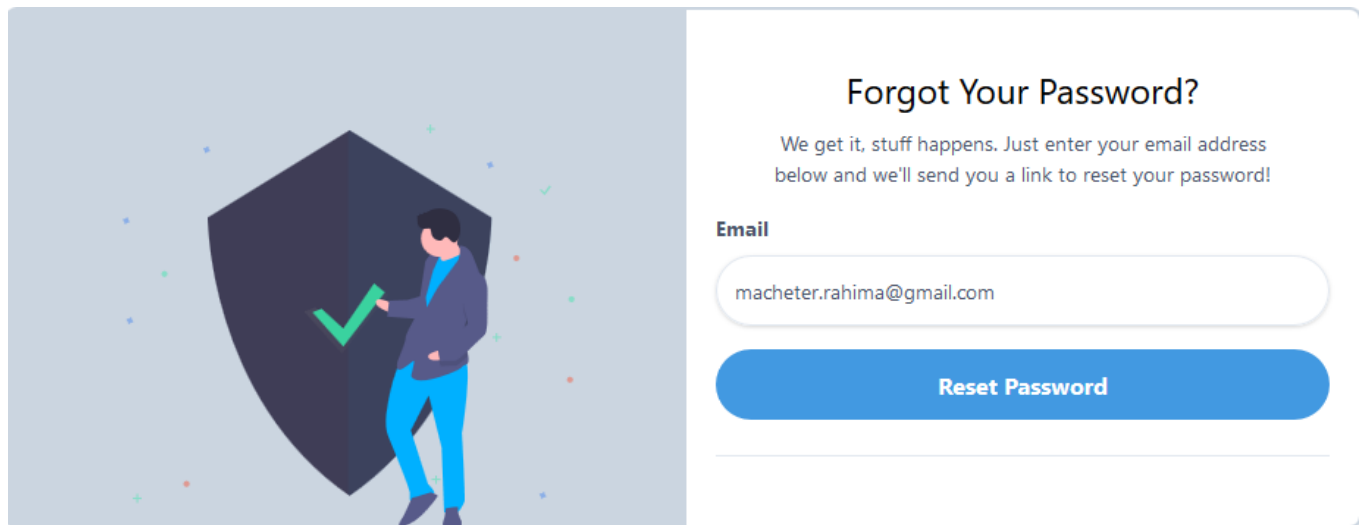 Forgot Your Password?
We get it, stuff happens. Just enter your email address
below and we'll send you a link to reset your password!
Email
macheter.rahima@gmail.com
Reset Password